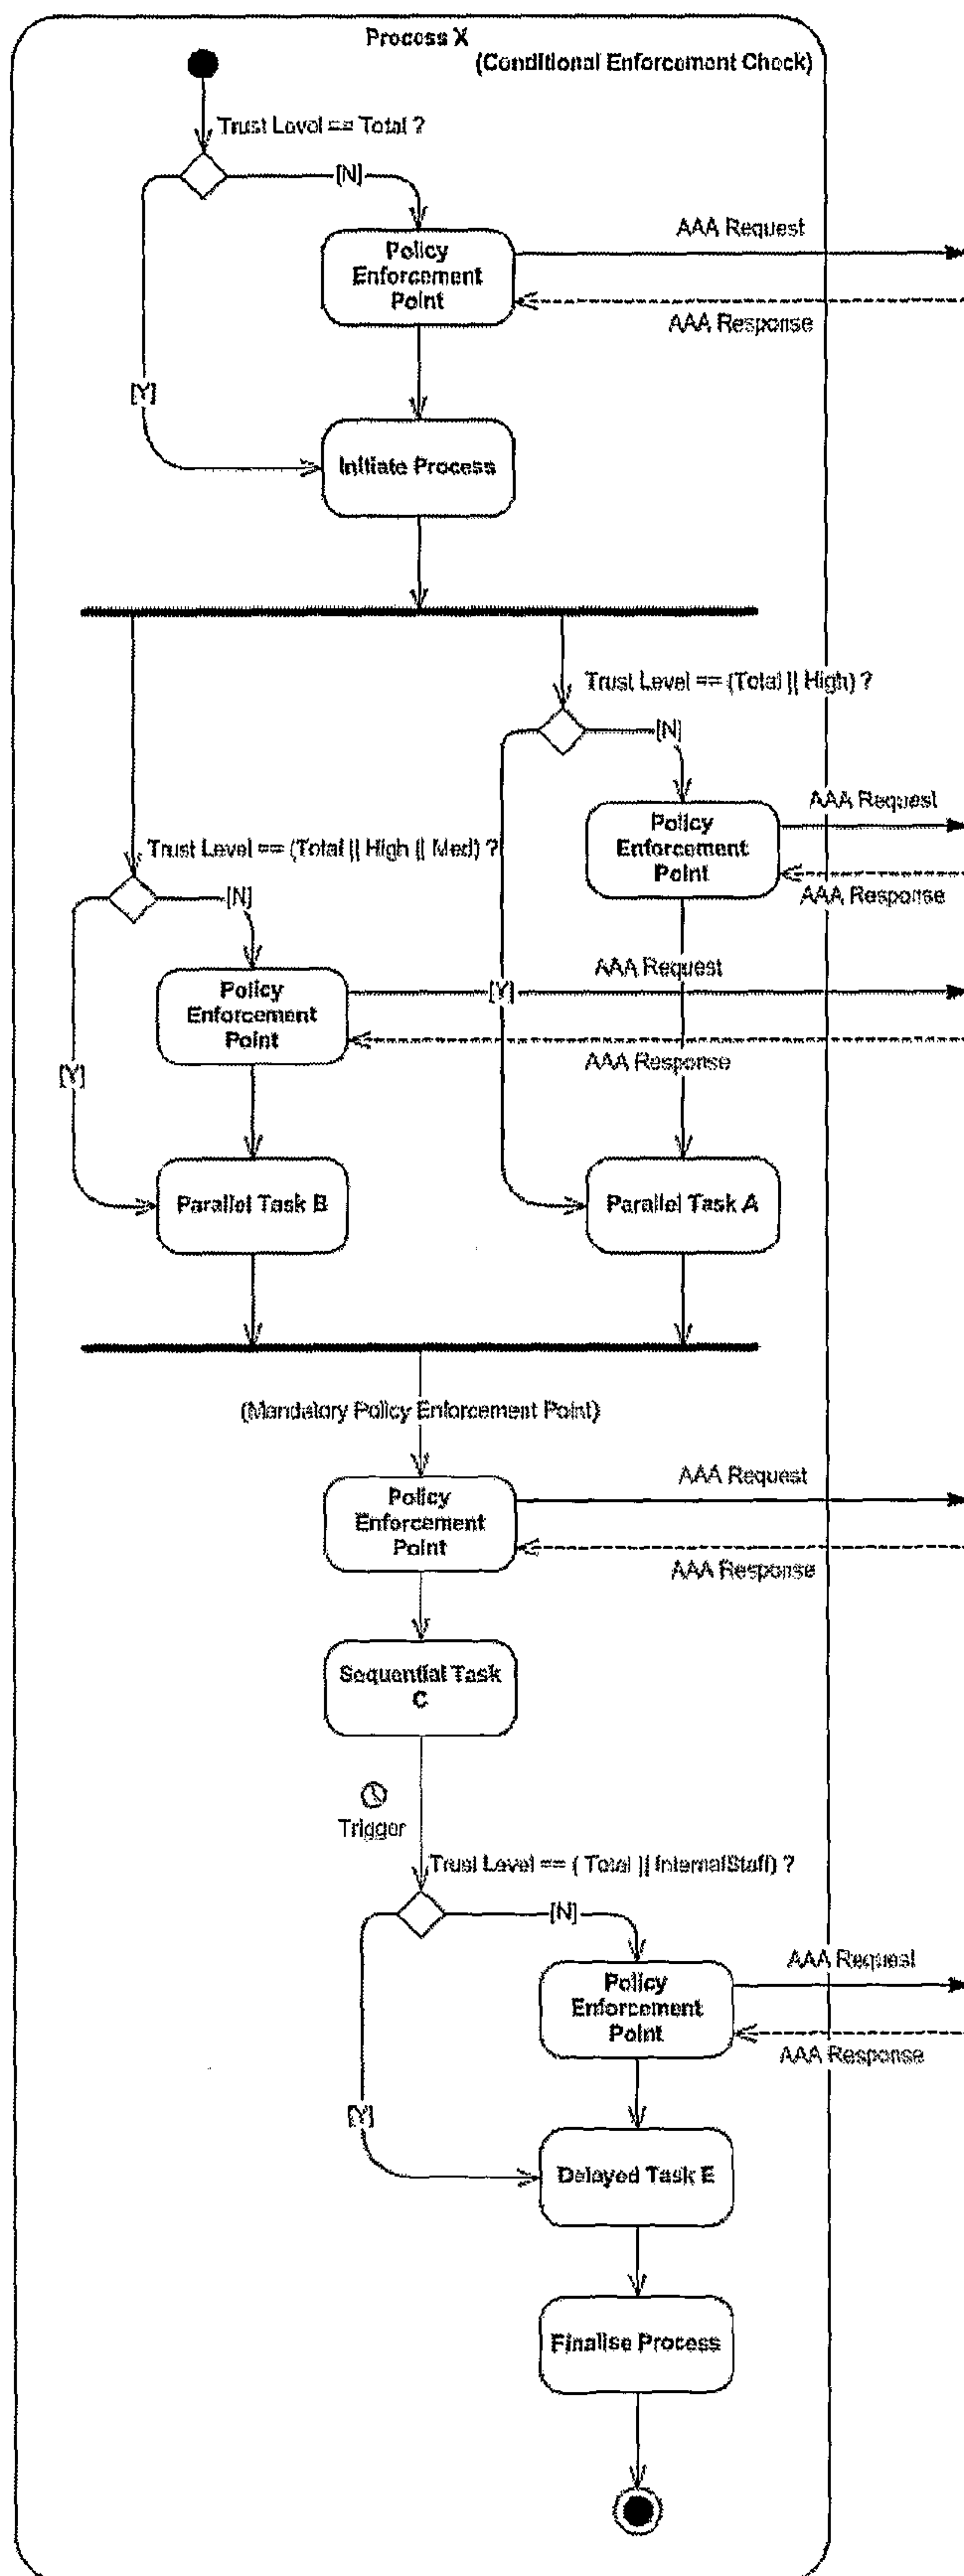 Process X
(Conditional Enforcement Check)
Trust Level == Total ?
[N]
AAA Request
Policy
Enforcement
Point
AAA Response
[Y]
Initiate Process
Trust Level == (Total || High) ?
[N]
AAA Request
Policy
Enforcement
Point
AAA Response
Trust Level == (Total || High || Med) ?
[N]
AAA Request
Policy
Enforcement
Point
[Y]
AAA Response
[Y]
Parallel Task B
Parallel Task A
(Mandatory Policy Enforcement Point)
AAA Request
Policy
Enforcement
Point
AAA Response
Sequential Task
C
Trigger
Trust Level == ( Total || InternalStaff) ?
[N]
AAA Request
Policy
Enforcement
Point
AAA Response
[Y]
Delayed Task E
Finalise Process